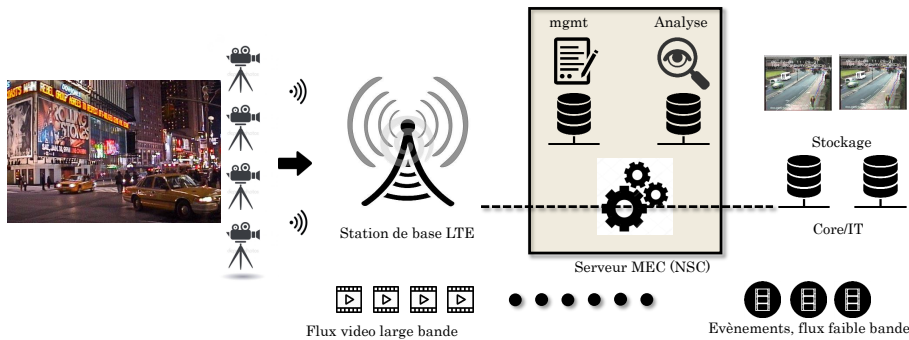 mgmt
Analyse
Stockage
Station de base LTE
Core/IT
Serveur MEC (NSC)
Flux video large bande
Evènements, flux faible bande